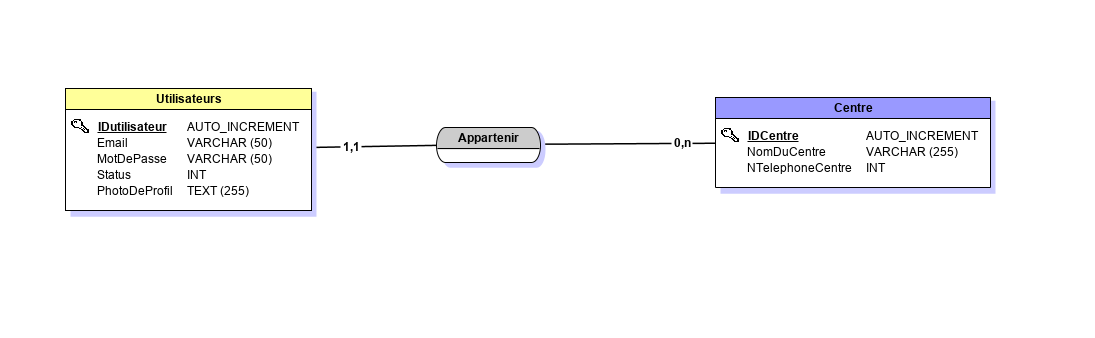 Utilisateurs
IDutilisateur AUTO_INCREMENT
Email VARCHAR (50)
MotDePasse VARCHAR (50)
Status INT
PhotoDeProfil TEXT (255)
1,1
Appartenir
0,n
Centre
IDCentre AUTO_INCREMENT
NomDuCentre VARCHAR (255)
NTelephoneCentre INT